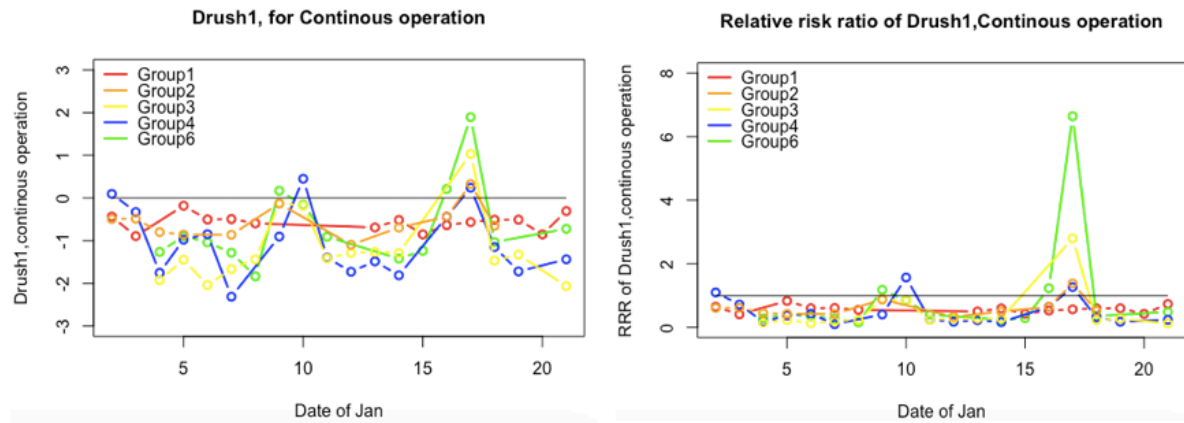 Drush1, for Continous operation
Drush1,continous operation
3
2
1
0
-1
-2
-3
Group1
Group2
Group3
Group4
Group6
5
10
15
20
Date of Jan
Relative risk ratio of Drush1,Continous operation
RRR of Drush1,continous operation
8
6
4
2
0
Group1
Group2
Group3
Group4
Group6
5
10
15
20
Date of Jan